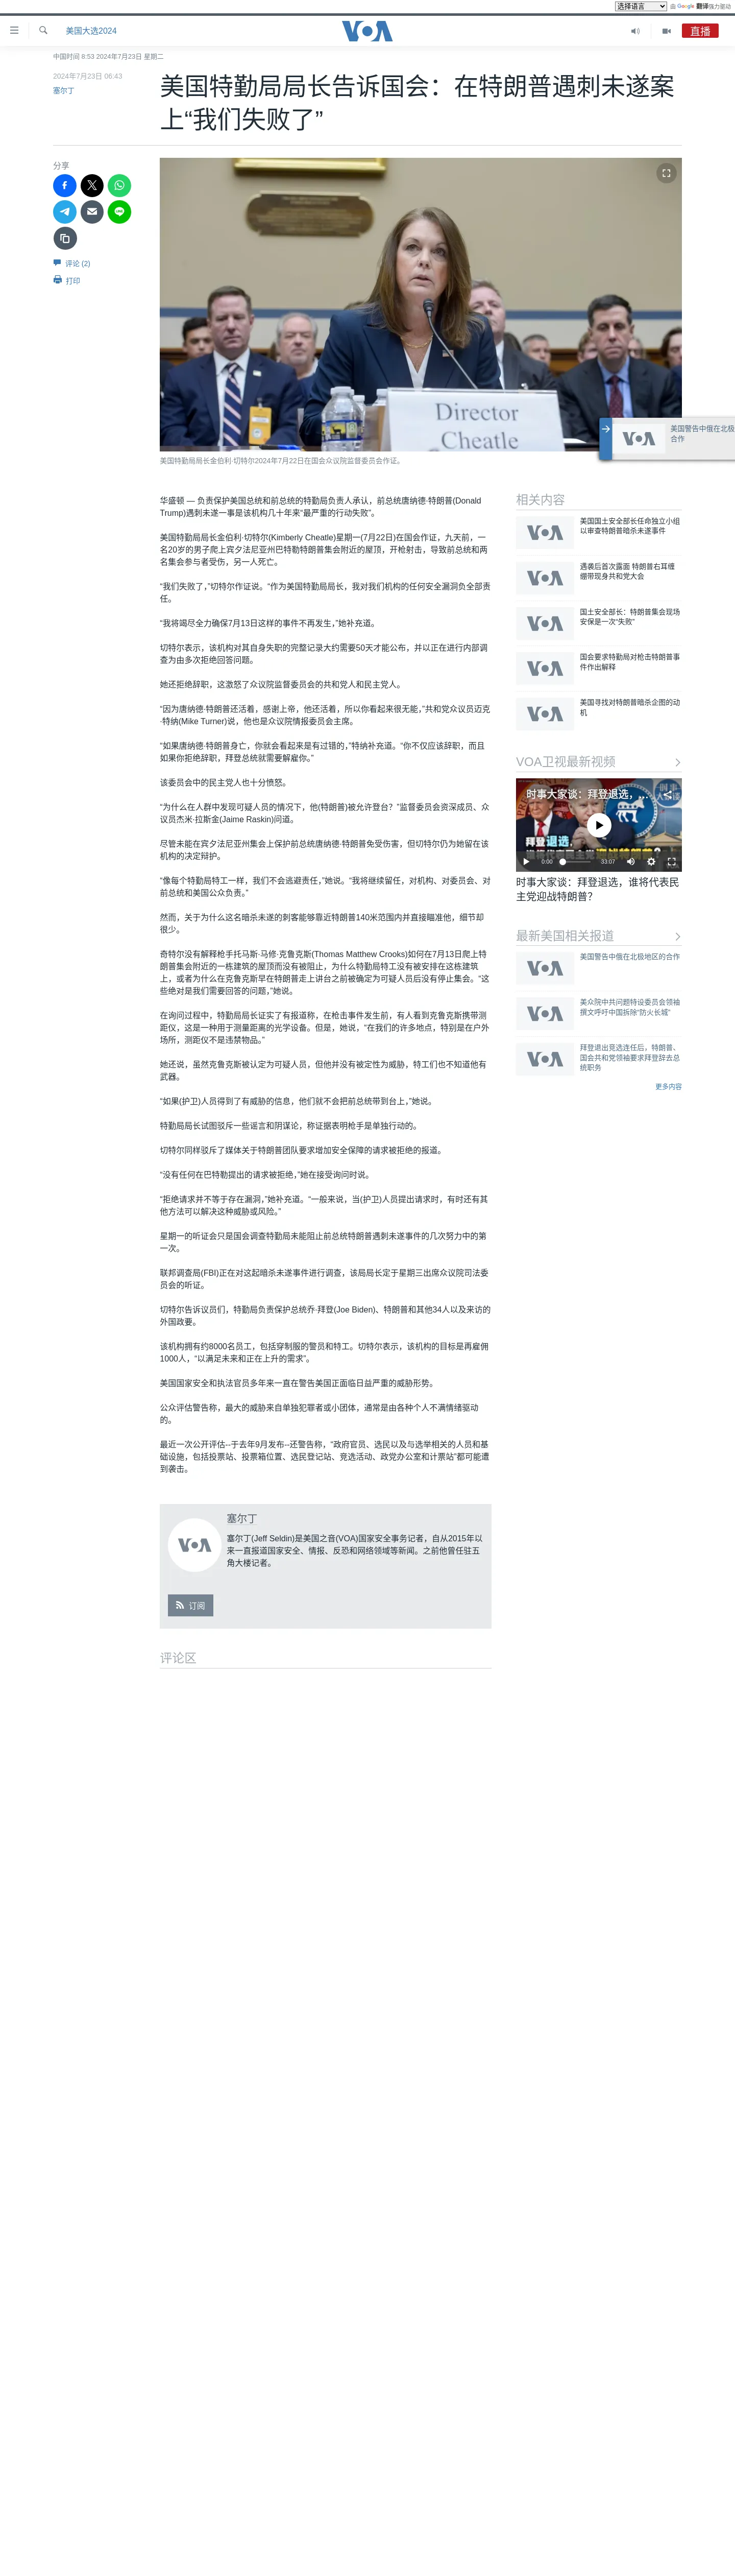 选择语言
由 Google 翻译强力驱动
美国大选2024
VOA
直播
中国时间 8:53 2024年7月23日 星期二
2024年7月23日 06:43
塞尔丁
美国特勤局局长告诉国会：在特朗普遇刺未遂案
上“我们失败了”
分享
评论 (2)
打印
Director
Cheatle
美国特勤局局长金伯利·切特尔2024年7月22日在国会众议院监督委员会作证。
VOA
美国警告中俄在北极
合作
华盛顿 — 负责保护美国总统和前总统的特勤局负责人承认，前总统唐纳德·特朗普(Donald
Trump)遇刺未遂一事是该机构几十年来“最严重的行动失败”。
美国特勤局局长金伯利·切特尔(Kimberly Cheatle)星期一(7月22日)在国会作证，九天前，一
名20岁的男子爬上宾夕法尼亚州巴特勒特朗普集会附近的屋顶，开枪射击，导致前总统和两
名集会参与者受伤，另一人死亡。
“我们失败了，”切特尔作证说。“作为美国特勤局局长，我对我们机构的任何安全漏洞负全部责
任。
“我将竭尽全力确保7月13日这样的事件不再发生，”她补充道。
切特尔表示，该机构对其自身失职的完整记录大约需要50天才能公布，并以正在进行内部调
查为由多次拒绝回答问题。
她还拒绝辞职，这激怒了众议院监督委员会的共和党人和民主党人。
“因为唐纳德·特朗普还活着，感谢上帝，他还活着，所以你看起来很无能，”共和党众议员迈克
·特纳(Mike Turner)说，他也是众议院情报委员会主席。
“如果唐纳德·特朗普身亡，你就会看起来是有过错的，”特纳补充道。“你不仅应该辞职，而且
如果你拒绝辞职，拜登总统就需要解雇你。”
该委员会中的民主党人也十分愤怒。
“为什么在人群中发现可疑人员的情况下，他(特朗普)被允许登台？”监督委员会资深成员、众
议员杰米·拉斯金(Jaime Raskin)问道。
尽管未能在宾夕法尼亚州集会上保护前总统唐纳德·特朗普免受伤害，但切特尔仍为她留在该
机构的决定辩护。
“像每个特勤局特工一样，我们不会逃避责任，”她说。“我将继续留任，对机构、对委员会、对
前总统和美国公众负责。”
然而，关于为什么这名暗杀未遂的刺客能够靠近特朗普140米范围内并直接瞄准他，细节却
很少。
奇特尔没有解释枪手托马斯·马修·克鲁克斯(Thomas Matthew Crooks)如何在7月13日爬上特
朗普集会附近的一栋建筑的屋顶而没有被阻止，为什么特勤局特工没有被安排在这栋建筑
上，或者为什么在克鲁克斯早在特朗普走上讲台之前被确定为可疑人员后没有停止集会。“这
些绝对是我们需要回答的问题，”她说。
在询问过程中，特勤局局长证实了有报道称，在枪击事件发生前，有人看到克鲁克斯携带测
距仪，这是一种用于测量距离的光学设备。但是，她说，“在我们的许多地点，特别是在户外
场所，测距仪不是违禁物品。”
她还说，虽然克鲁克斯被认定为可疑人员，但他并没有被定性为威胁，特工们也不知道他有
武器。
“如果(护卫)人员得到了有威胁的信息，他们就不会把前总统带到台上，”她说。
特勤局局长试图驳斥一些谣言和阴谋论，称证据表明枪手是单独行动的。
切特尔同样驳斥了媒体关于特朗普团队要求增加安全保障的请求被拒绝的报道。
“没有任何在巴特勒提出的请求被拒绝，”她在接受询问时说。
“拒绝请求并不等于存在漏洞，”她补充道。“一般来说，当(护卫)人员提出请求时，有时还有其
他方法可以解决这种威胁或风险。”
星期一的听证会只是国会调查特勤局未能阻止前总统特朗普遇刺未遂事件的几次努力中的第
一次。
联邦调查局(FBI)正在对这起暗杀未遂事件进行调查，该局局长定于星期三出席众议院司法委
员会的听证。
切特尔告诉议员们，特勤局负责保护总统乔·拜登(Joe Biden)、特朗普和其他34人以及来访的
外国政要。
该机构拥有约8000名员工，包括穿制服的警员和特工。切特尔表示，该机构的目标是再雇佣
1000人，“以满足未来和正在上升的需求”。
美国国家安全和执法官员多年来一直在警告美国正面临日益严重的威胁形势。
公众评估警告称，最大的威胁来自单独犯罪者或小团体，通常是由各种个人不满情绪驱动
的。
最近一次公开评估--于去年9月发布--还警告称，“政府官员、选民以及与选举相关的人员和基
础设施，包括投票站、投票箱位置、选民登记站、竞选活动、政党办公室和计票站”都可能遭
到袭击。
VOA
塞尔丁
塞尔丁(Jeff Seldin)是美国之音(VOA)国家安全事务记者，自从2015年以
来一直报道国家安全、情报、反恐和网络领域等新闻。之前他曾任驻五
角大楼记者。
订阅
评论区
相关内容
VOA
美国国土安全部长任命独立小组
以审查特朗普暗杀未遂事件
VOA
遇袭后首次露面 特朗普右耳缠
绷带现身共和党大会
VOA
国土安全部长：特朗普集会现场
安保是一次“失败”
VOA
国会要求特勤局对枪击特朗普事
件作出解释
VOA
美国寻找对特朗普暗杀企图的动
机
VOA卫视最新视频
时事大家谈：拜登退选，...
拜登退选,
0:00
33:07
时事大家谈：拜登退选，谁将代表民
主党迎战特朗普？
最新美国相关报道
VOA
美国警告中俄在北极地区的合作
VOA
美众院中共问题特设委员会领袖
撰文呼吁中国拆除“防火长城”
VOA
拜登退出竞选连任后，特朗普、
国会共和党领袖要求拜登辞去总
统职务
更多内容